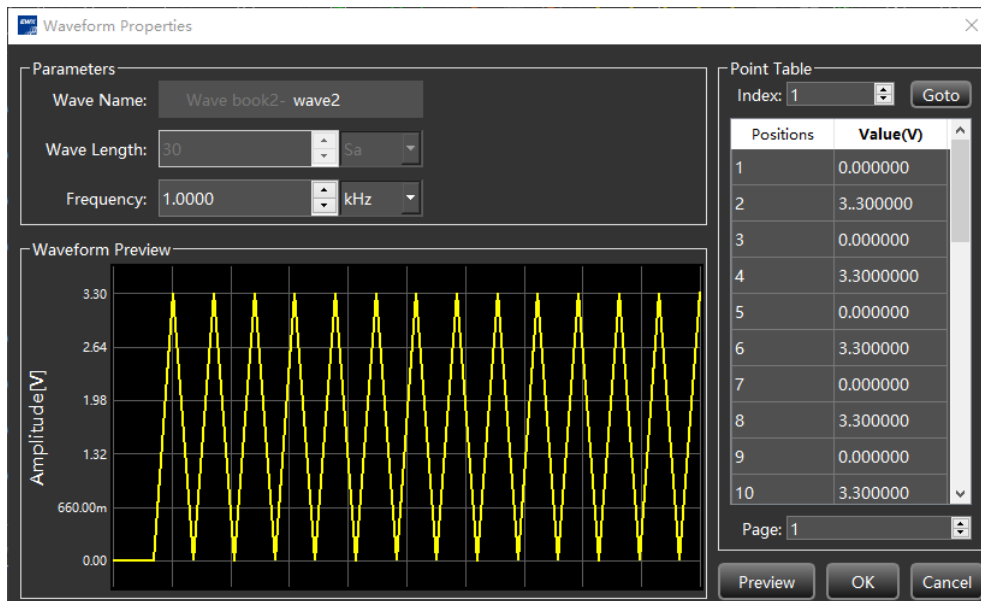 Waveform Properties
Parameters
Wave Name: Wave book2- wave2
Wave Length: 30 Sa
Frequency: 1.0000 kHz
Waveform Preview
Amplitude[V]
3.30
2.64
1.98
1.32
660.00m
0.00
Point Table
Index: 1 Goto
Positions Value(V)
1 0.000000
2 3..300000
3 0.000000
4 3.3000000
5 0.000000
6 3.300000
7 0.000000
8 3.300000
9 0.000000
10 3.300000
Page: 1
Preview OK Cancel